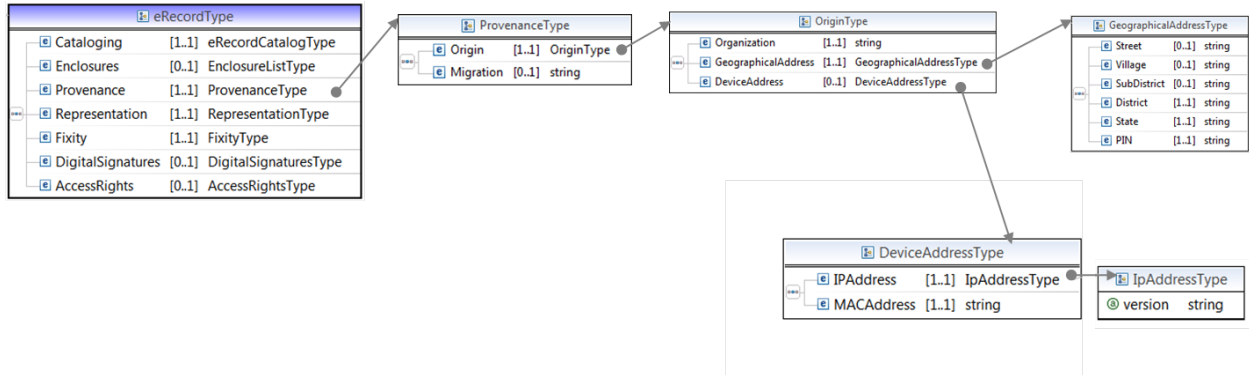 eRecordType
Cataloging [1..1] eRecordCatalogType
Enclosures [0..1] EnclosureListType
Provenance [1..1] ProvenanceType
Representation [1..1] RepresentationType
Fixity [1..1] FixityType
DigitalSignatures [0..1] DigitalSignaturesType
AccessRights [0..1] AccessRightsType
ProvenanceType
Origin [1..1] OriginType
Migration [0..1] string
OriginType
Organization [1..1] string
GeographicalAddress [1..1] GeographicalAddressType
DeviceAddress [0..1] DeviceAddressType
GeographicalAddressType
Street [0..1] string
Village [0..1] string
SubDistrict [0..1] string
District [1..1] string
State [1..1] string
PIN [1..1] string
DeviceAddressType
IPAddress [1..1] IpAddressType
MACAddress [1..1] string
IpAddressType
version string